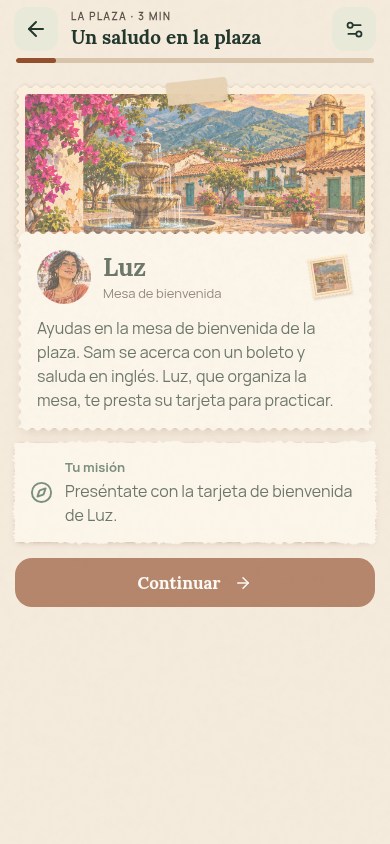 LA PLAZA · 3 MIN
Un saludo en la plaza
Luz
Mesa de bienvenida
Ayudas en la mesa de bienvenida de la
plaza. Sam se acerca con un boleto y
saluda en inglés. Luz, que organiza la
mesa, te presta su tarjeta para practicar.
Tu misión
Preséntate con la tarjeta de bienvenida
de Luz.
Continuar